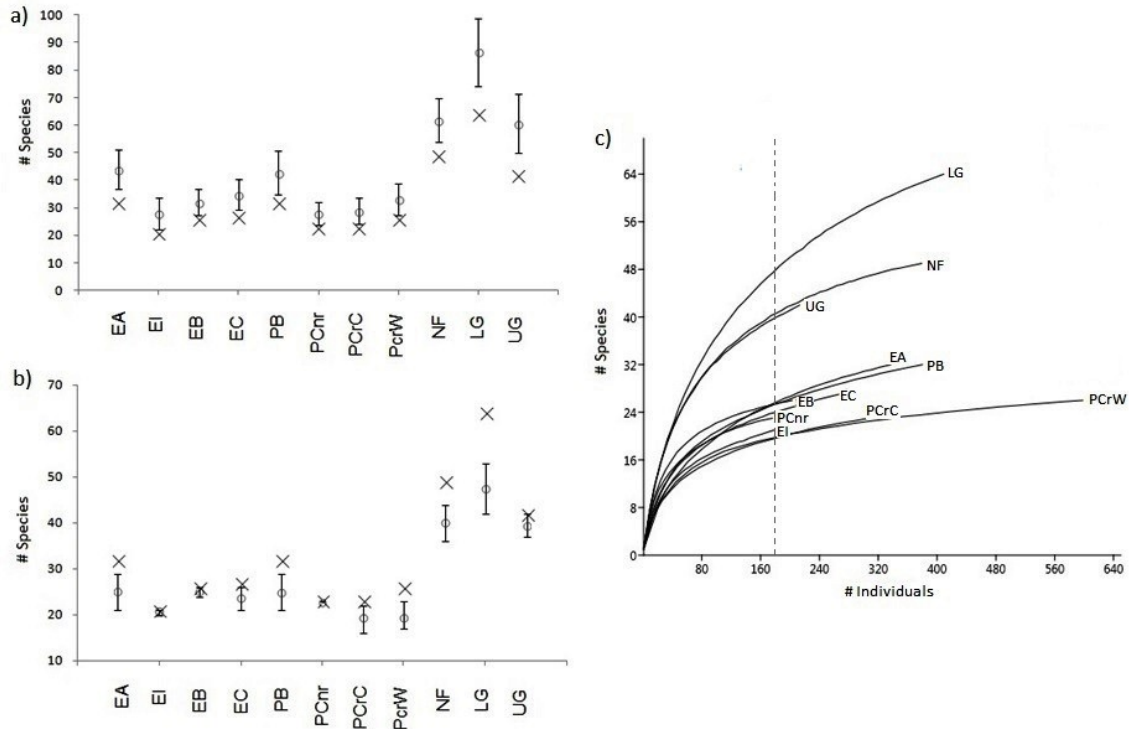 a)
# Species
100
90
80
70
60
50
40
30
20
10
0
EA EI EB EC PB PCnr PCrC PcrW NF LG UG
b)
# Species
70
60
50
40
30
20
10
EA EI EB EC PB PCnr PCrC PcrW NF LG UG
c)
# Species
64
56
48
40
32
24
16
8
0
LG
NF
UG
EA
PB
EB
EC
PCrW
PCnr
PCrC
EI
80 160 240 320 400 480 560 640
# Individuals